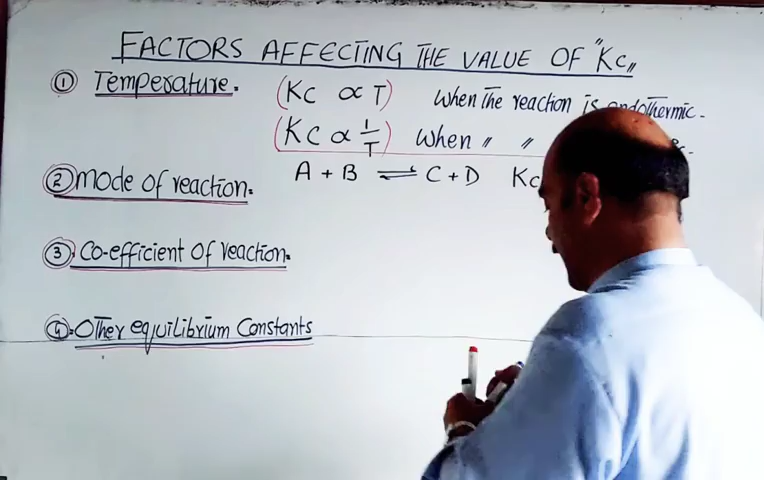 FACTORS AFFECTING THE VALUE OF "Kc"
① Temperature. (Kc ∝ T) When The reaction is endothermic.
(Kc ∝ 1/T) When " "
② mode of reaction. A + B ⇌ C + D Kc
③. Co-efficient of reaction.
④. Other equilibrium Constants